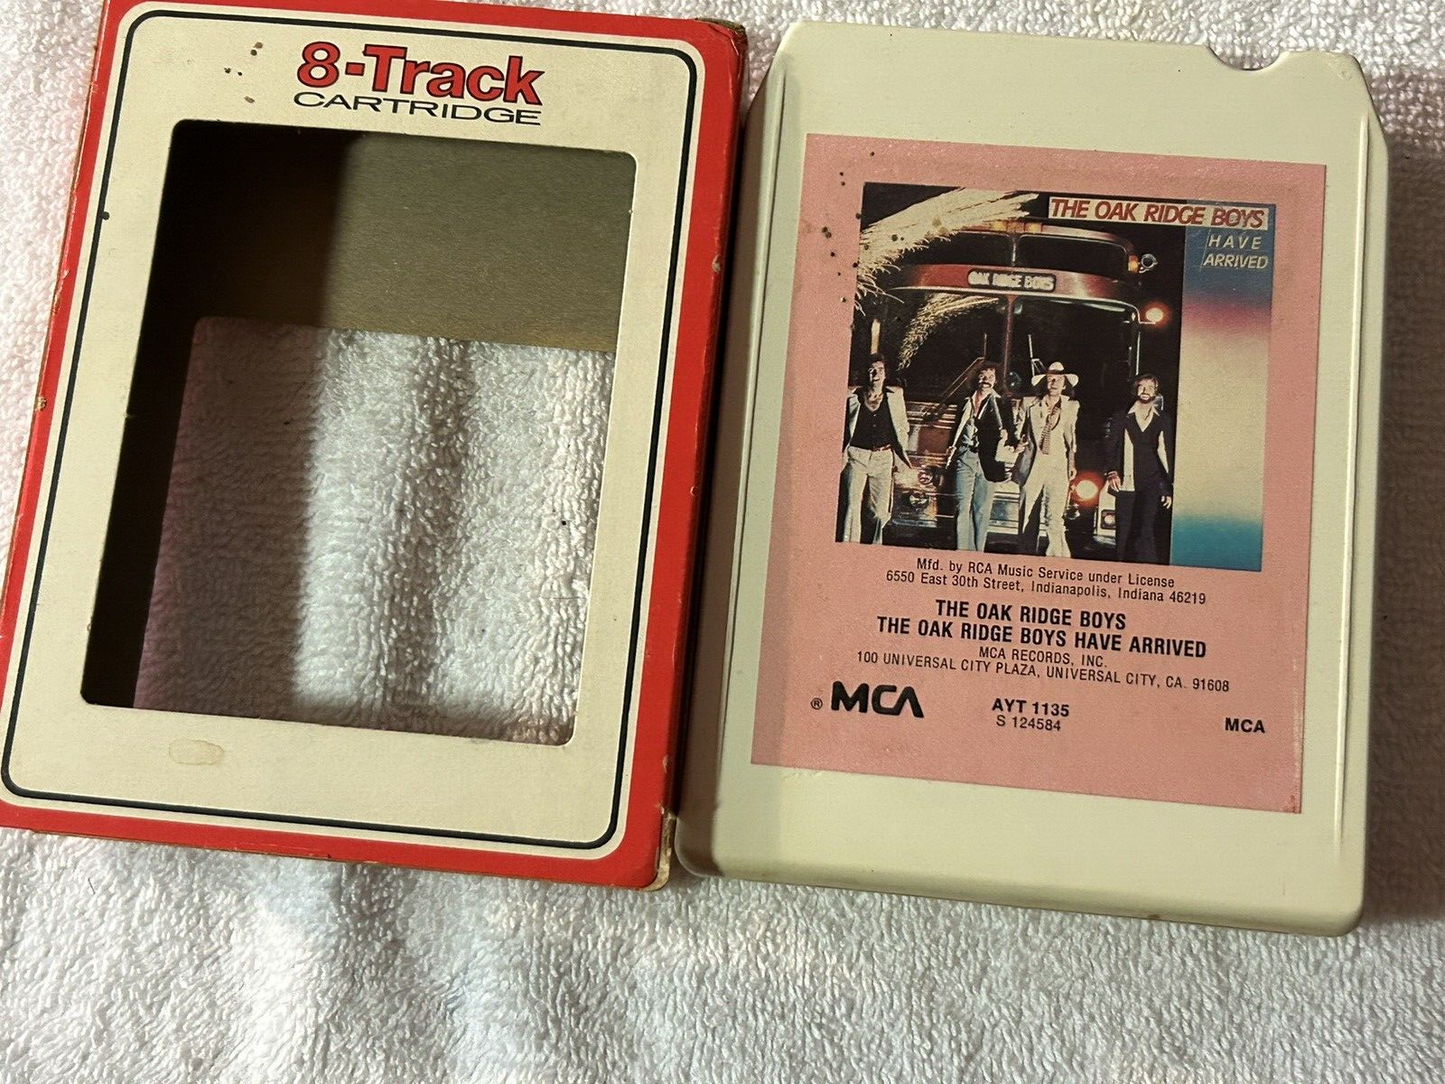 8-Track
CARTRIDGE
THE OAK RIDGE BOYS
HAVE
ARRIVED
OAK RIDGE BOYS
Mfd. by RCA Music Service under License
6550 East 30th Street, Indianapolis, Indiana 46219
THE OAK RIDGE BOYS
THE OAK RIDGE BOYS HAVE ARRIVED
MCA RECORDS, INC.
100 UNIVERSAL CITY PLAZA, UNIVERSAL CITY, CA. 91608
® MCA
AYT 1135
S 124584
MCA